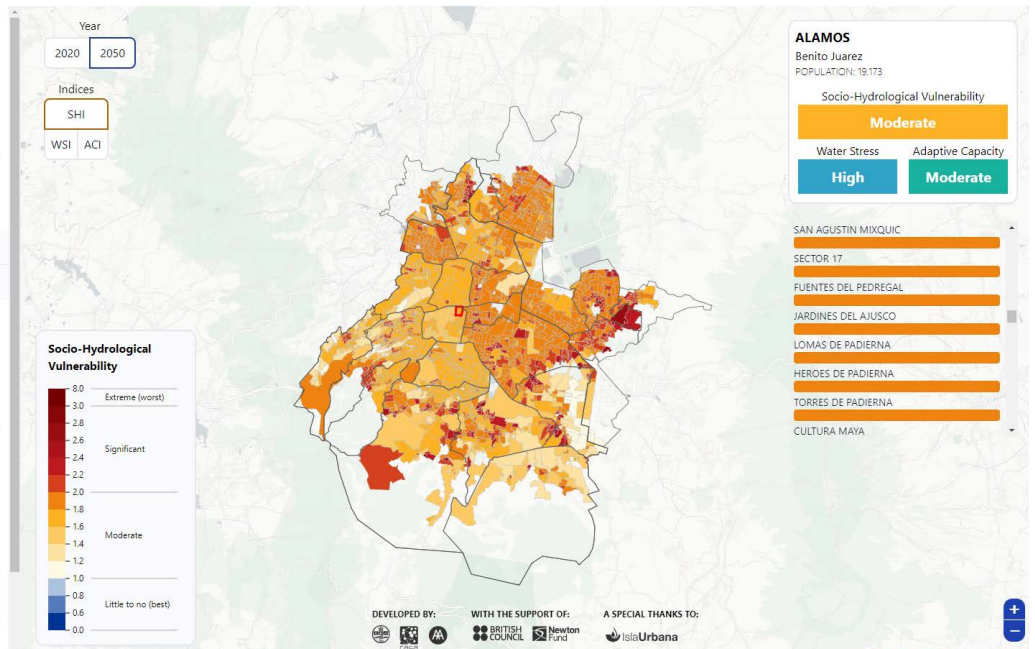 Year
2020 2050
Indices
SHI
WSI ACI
Socio-Hydrological
Vulnerability
8.0
Extreme (worst)
3.0
2.8
2.6
Significant
2.4
2.2
2.0
1.8
1.6
Moderate
1.4
1.2
1.0
0.8
Little to no (best)
0.6
0.0
ALAMOS
Benito Juarez
POPULATION: 19,173
Socio-Hydrological Vulnerability
Moderate
Water Stress Adaptive Capacity
High Moderate
SAN AGUSTIN MIXQUIC
SECTOR 17
FUENTES DEL PEDREGAL
JARDINES DEL AJUSCO
LOMAS DE PADIERNA
HEROES DE PADIERNA
TORRES DE PADIERNA
CULTURA MAYA
DEVELOPED BY: WITH THE SUPPORT OF: A SPECIAL THANKS TO:
AA BRITISH COUNCIL Newton Fund IslaUrbana
+
−